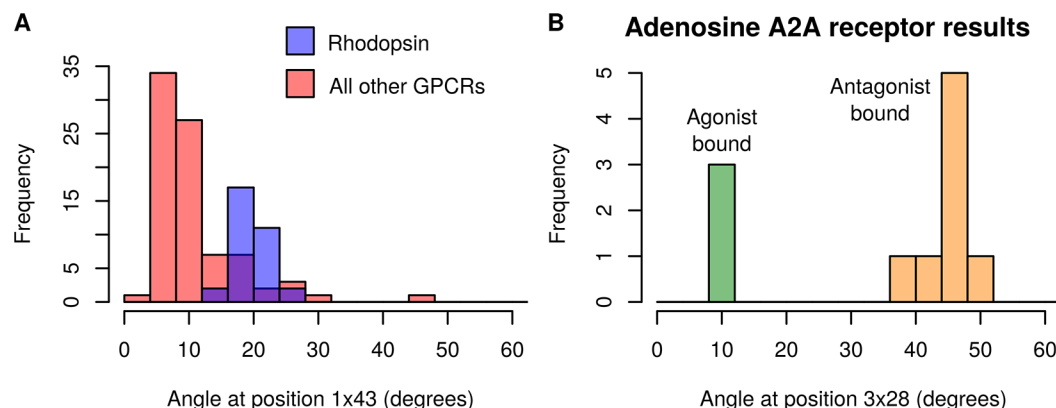 A
Rhodopsin
All other GPCRs
Frequency
35
25
15
5
0
0 10 20 30 40 50 60
Angle at position 1x43 (degrees)
B
Adenosine A2A receptor results
Agonist
bound
Antagonist
bound
Frequency
5
4
3
2
1
0
0 10 20 30 40 50 60
Angle at position 3x28 (degrees)